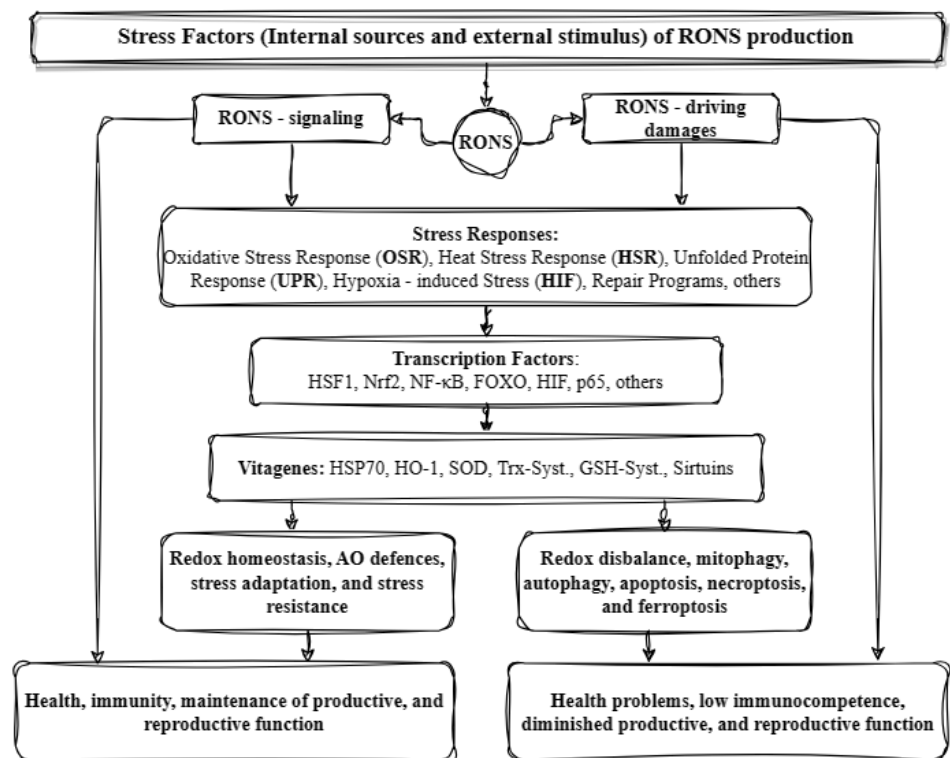 Stress Factors (Internal sources and external stimulus) of RONS production
RONS - signaling
RONS
RONS - driving
damages
Stress Responses:
Oxidative Stress Response (OSR), Heat Stress Response (HSR), Unfolded Protein
Response (UPR), Hypoxia - induced Stress (HIF), Repair Programs, others
Transcription Factors:
HSF1, Nrf2, NF-κB, FOXO, HIF, p65, others
Vitagenes: HSP70, HO-1, SOD, Trx-Syst., GSH-Syst., Sirtuins
Redox homeostasis, AO defences,
stress adaptation, and stress
resistance
Redox disbalance, mitophagy,
autophagy, apoptosis, necroptosis,
and ferroptosis
Health, immunity, maintenance of productive, and
reproductive function
Health problems, low immunocompetence,
diminished productive, and reproductive function